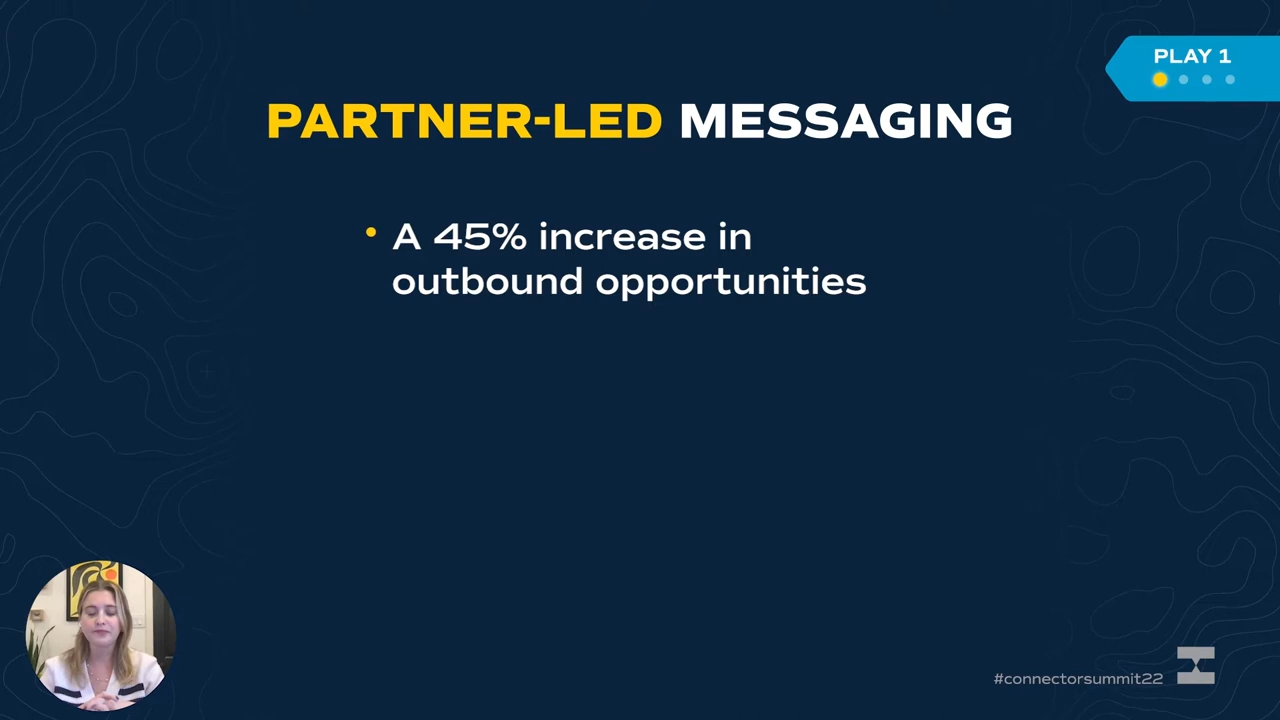 PLAY 1
PARTNER-LED MESSAGING
• A 45% increase in
outbound opportunities
#connectorsummit22